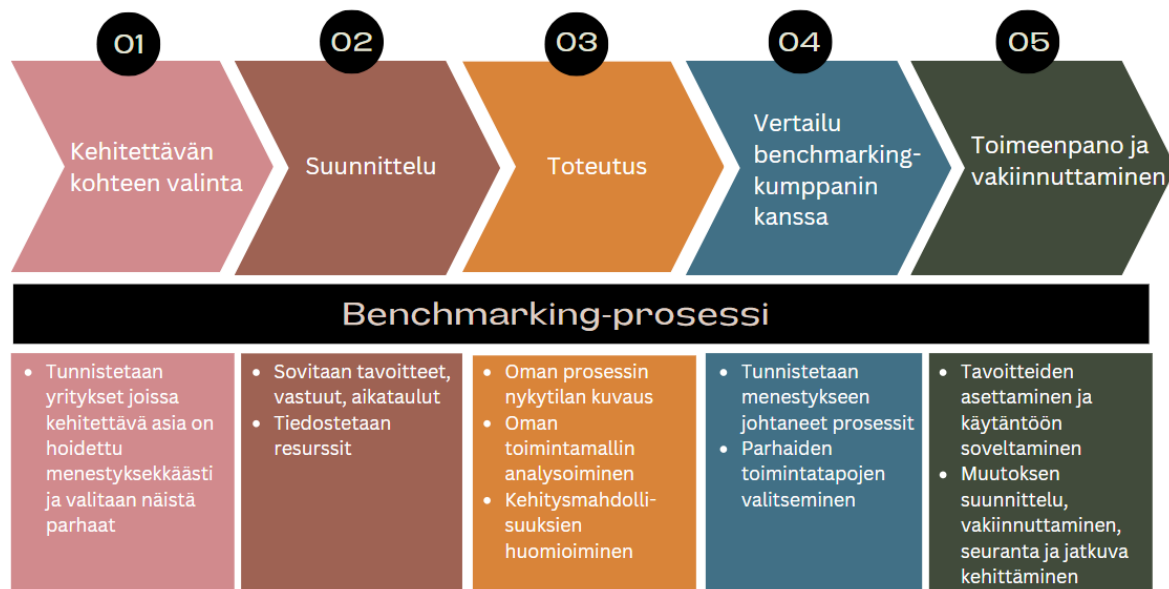 01
02
03
04
05
Kehitettävän
kohteen valinta
Suunnittelu
Toteutus
Vertailu
benchmarking-
kumppanin
kanssa
Toimeenpano ja
vakiinnuttaminen
Benchmarking-prosessi
• Tunnistetaan
yritykset joissa
kehitettävä asia on
hoidettu
menestyksekkäästi
ja valitaan näistä
parhaat
• Sovitaan tavoitteet,
vastuut, aikataulut
• Tiedostetaan
resurssit
• Oman prosessin
nykytilan kuvaus
• Oman
toimintamallin
analysoiminen
• Kehitysmahdolli-
suuksien
huomioiminen
• Tunnistetaan
menestykseen
johtaneet prosessit
• Parhaiden
toimintatapojen
valitseminen
• Tavoitteiden
asettaminen ja
käytäntöön
soveltaminen
• Muutoksen
suunnittelu,
vakiinnuttaminen,
seuranta ja jatkuva
kehittäminen